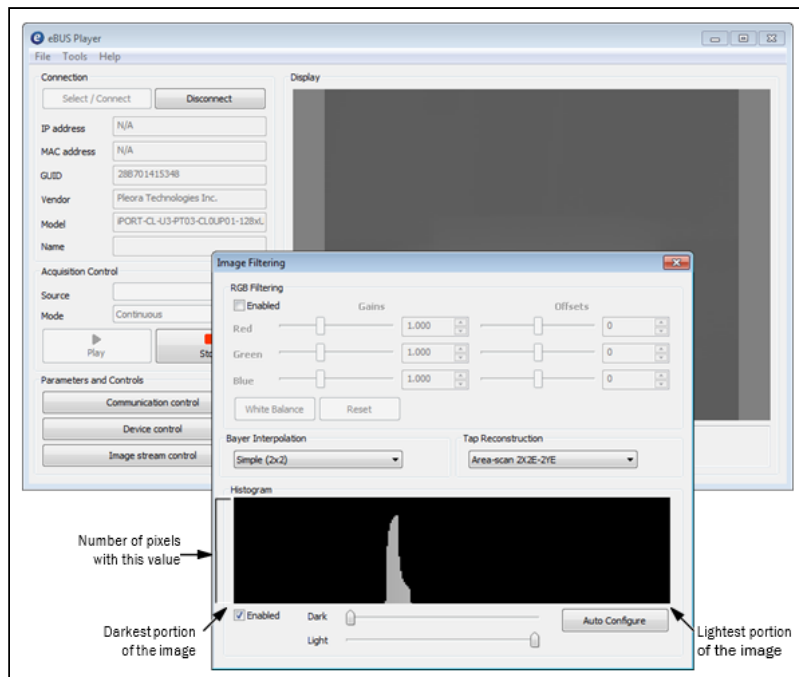 eBUS Player
File Tools Help
Connection
Select / Connect
Disconnect
IP address
N/A
MAC address
N/A
GUID
28B701415348
Vendor
Pleora Technologies Inc.
Model
iPORT-CL-U3-PT03-CL0UP01-128xL
Name
Acquisition Control
Source
Mode
Continuous
Play
Sto
Parameters and Controls
Communication control
Device control
Image stream control
Display
Image Filtering
RGB Filtering
Enabled
Gains
Offsets
Red
1.000
0
Green
1.000
0
Blue
1.000
0
White Balance
Reset
Bayer Interpolation
Simple (2x2)
Tap Reconstruction
Area-scan 2X2E-2YE
Histogram
Enabled
Dark
Light
Auto Configure
Number of pixels
with this value
Darkest portion
of the image
Lightest portion
of the image